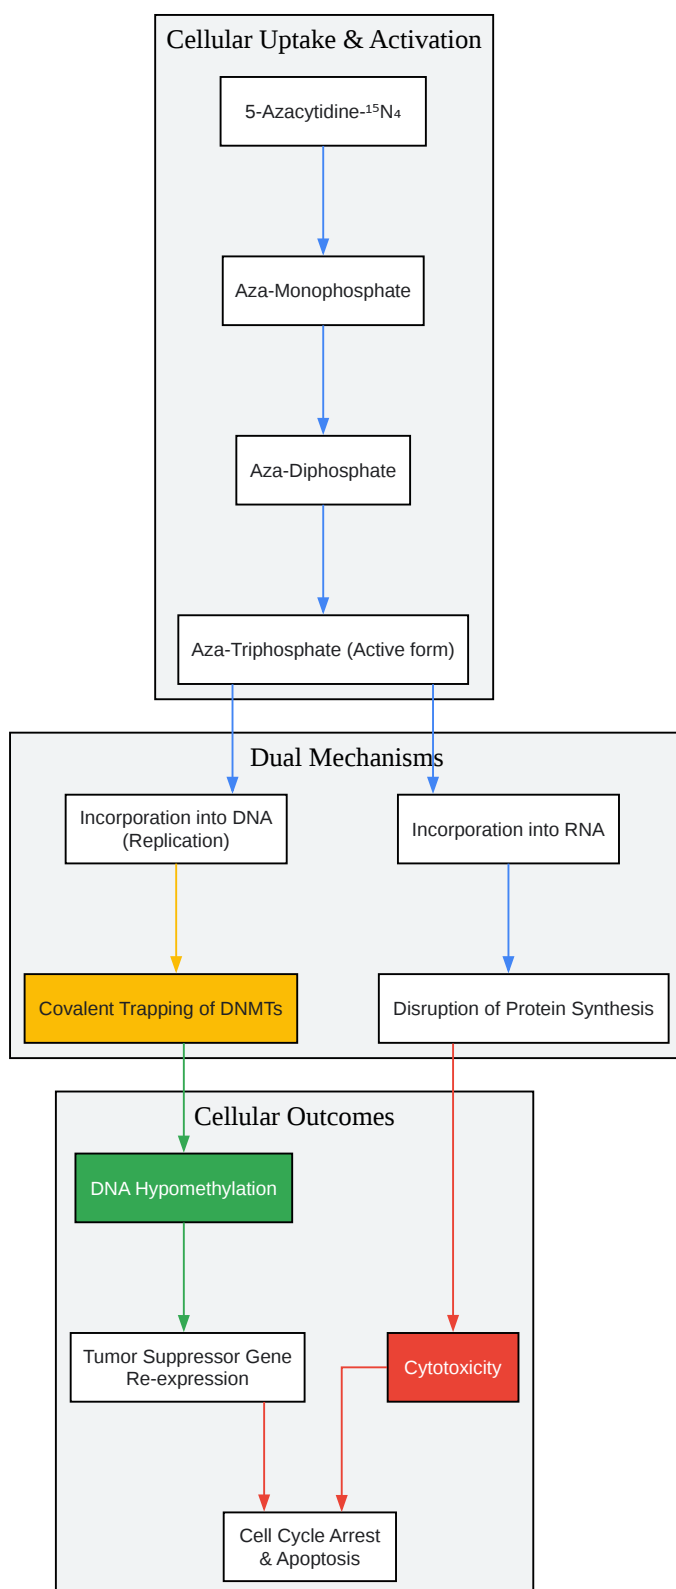 Cellular Uptake & Activation
5-Azacytidine-¹⁵N₄
Aza-Monophosphate
Aza-Diphosphate
Aza-Triphosphate (Active form)
Dual Mechanisms
Incorporation into DNA
(Replication)
Incorporation into RNA
Covalent Trapping of DNMTs
Disruption of Protein Synthesis
Cellular Outcomes
DNA Hypomethylation
Tumor Suppressor Gene
Re-expression
Cytotoxicity
Cell Cycle Arrest
& Apoptosis